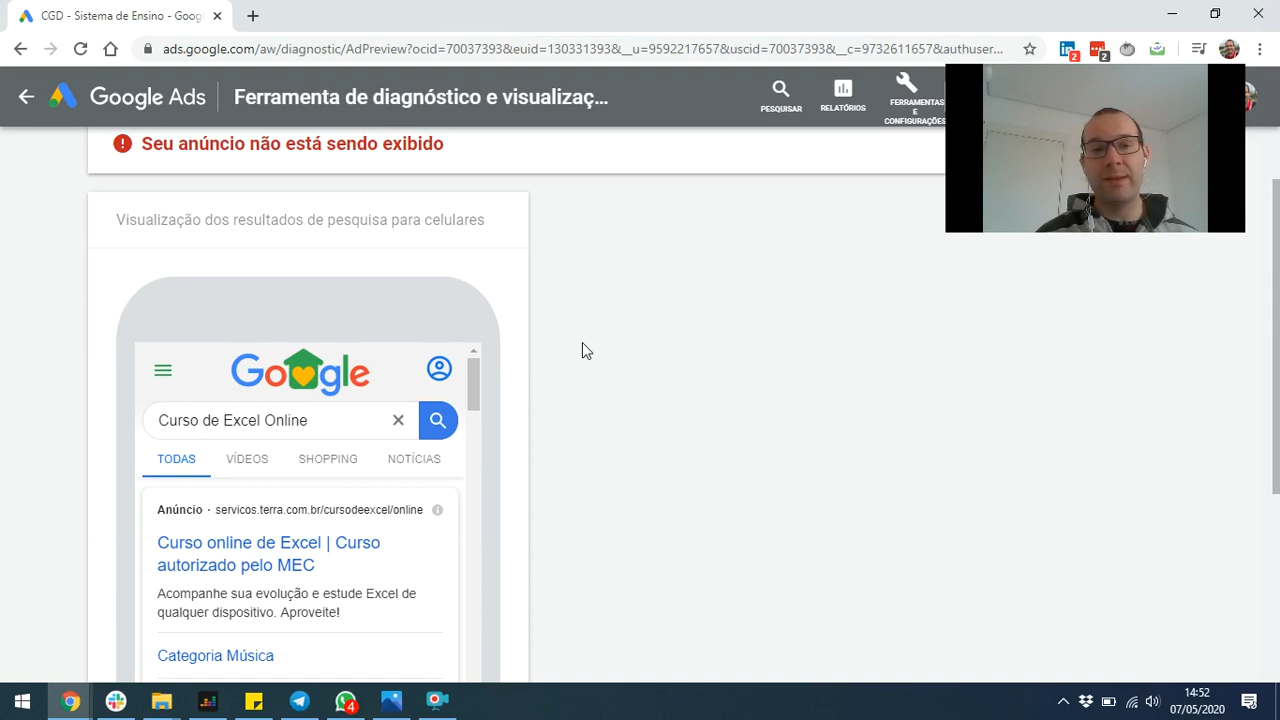 CGD - Sistema de Ensino - Goog
ads.google.com/aw/diagnostic/AdPreview?ocid=70037393&euid=130331393&__u=9592217657&uscid=70037393&__c=9732611657&authuser...
2
2
Google Ads
Ferramenta de diagnóstico e visualizaç...
PESQUISAR
RELATÓRIOS
FERRAMENTAS
E
CONFIGURAÇÕES
Seu anúncio não está sendo exibido
Visualização dos resultados de pesquisa para celulares
Google
Curso de Excel Online
TODAS VÍDEOS SHOPPING NOTÍCIAS
Anúncio · servicos.terra.com.br/cursodeexcel/online
Curso online de Excel | Curso
autorizado pelo MEC
Acompanhe sua evolução e estude Excel de
qualquer dispositivo. Aproveite!
Categoria Música
4
14:52
07/05/2020